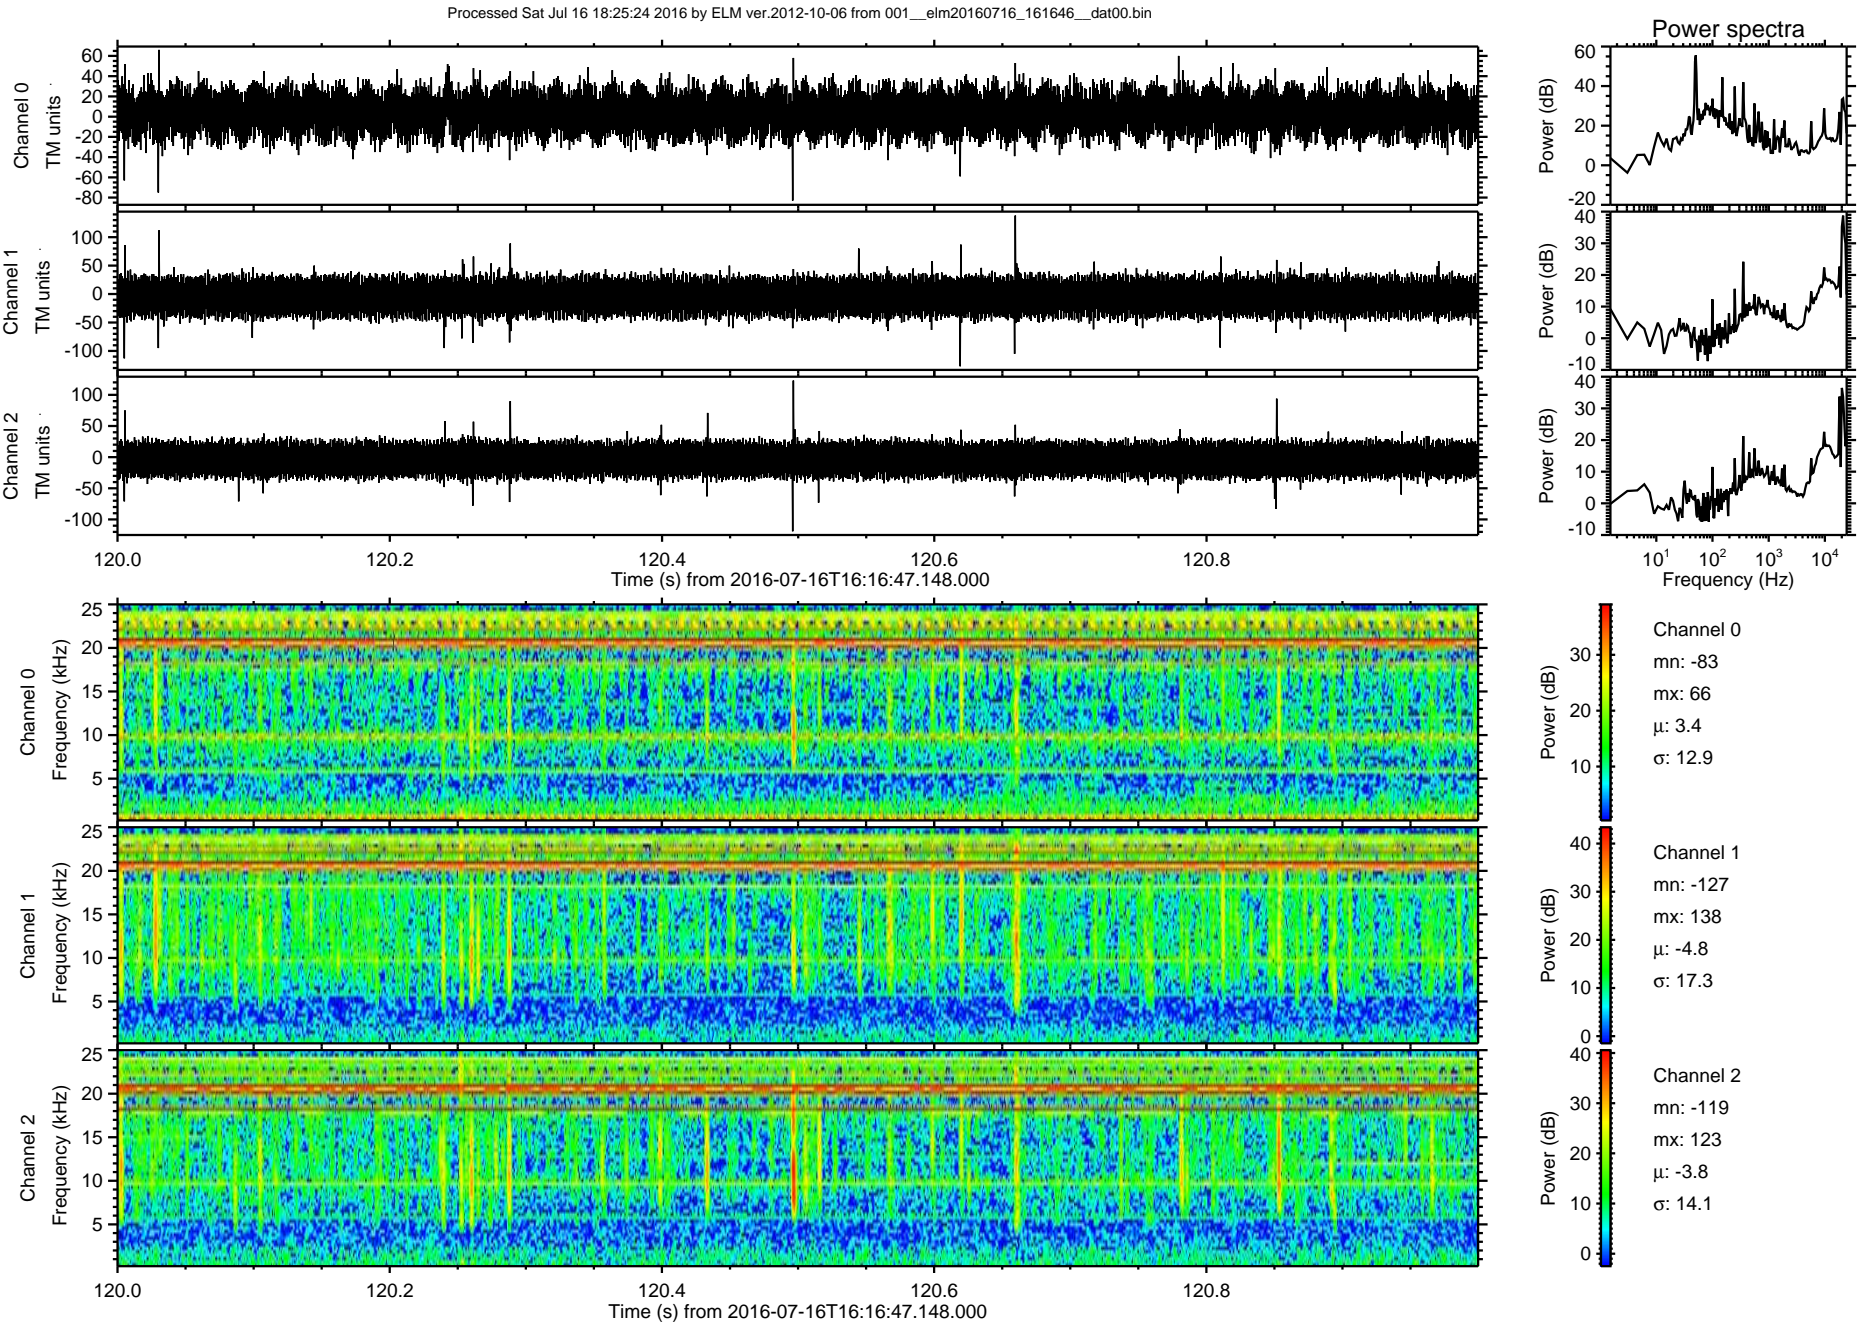 Processed Sat Jul 16 18:25:24 2016 by ELM ver.2012-10-06 from 001__elm20160716_161646__dat00.bin
Power spectra
Channel 0
TM units
60
40
20
0
-20
-40
-60
-80
Power (dB)
60
40
20
0
-20
Channel 1
TM units
100
50
0
-50
-100
Power (dB)
40
30
20
10
0
-10
Channel 2
TM units
100
50
0
-50
-100
Power (dB)
40
30
20
10
0
-10
120.0 120.2 120.4 120.6 120.8
Time (s) from 2016-07-16T16:16:47.148.000
10¹ 10² 10³ 10⁴
Frequency (Hz)
Channel 0
Frequency (kHz)
25
20
15
10
5
Power (dB)
30
20
10
Channel 0
mn: -83
mx: 66
μ: 3.4
σ: 12.9
Channel 1
Frequency (kHz)
25
20
15
10
5
Power (dB)
40
30
20
10
0
Channel 1
mn: -127
mx: 138
μ: -4.8
σ: 17.3
Channel 2
Frequency (kHz)
25
20
15
10
5
Power (dB)
40
30
20
10
0
Channel 2
mn: -119
mx: 123
μ: -3.8
σ: 14.1
120.0 120.2 120.4 120.6 120.8
Time (s) from 2016-07-16T16:16:47.148.000